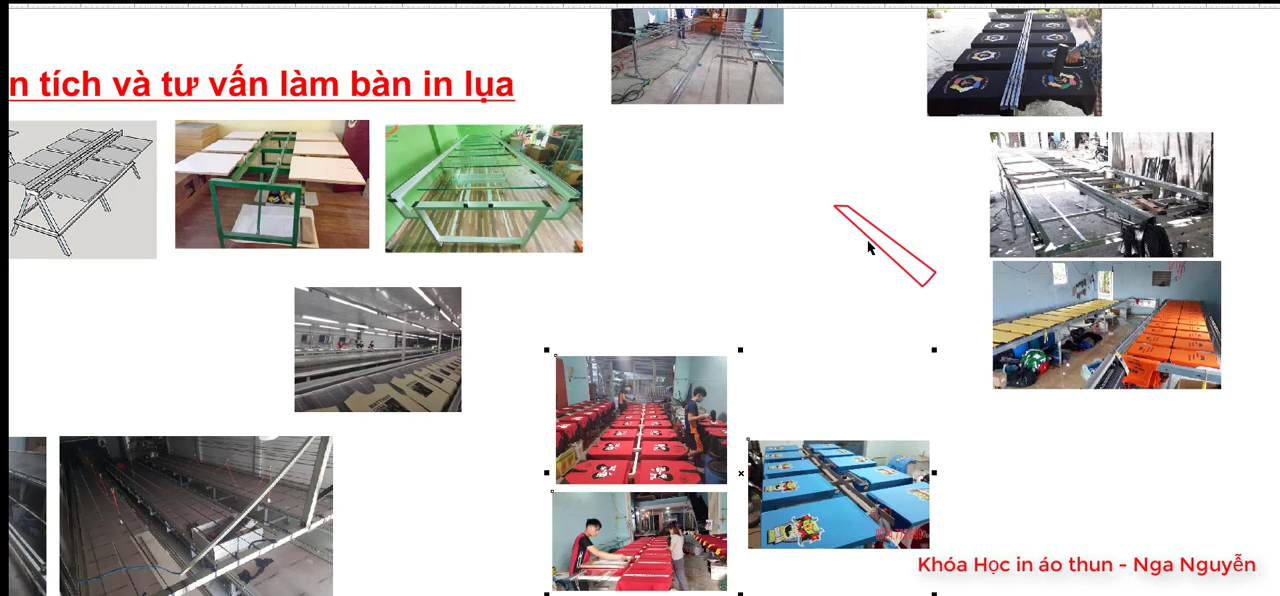 n tích và tư vấn làm bàn in lụa
Khóa Học in áo thun - Nga Nguyễn